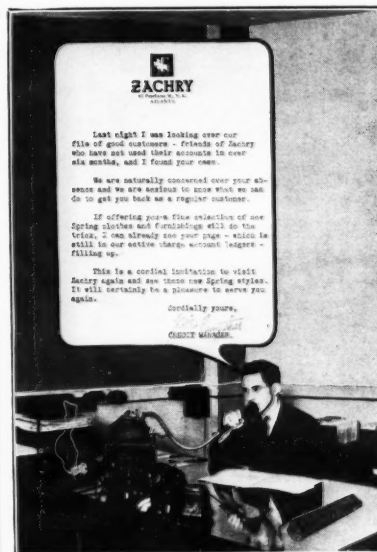 ZACHRY
ATLANTA
Last night I was looking over our
file of good customers - friends of Zachry
who have not used their accounts in over
six months, and I found your name.
We are naturally concerned over your ab-
sence and we are anxious to know what we can
do to get you back as a regular customer.
If offering you a fine selection of new
Spring clothes and furnishings will do the
trick, I can already see your page - which is
still in our active charge account ledgers -
filling up.
This is a cordial invitation to visit
Zachry again and see these new Spring styles.
It will certainly be a pleasure to serve you
again.
Cordially yours,
CREDIT MANAGER.